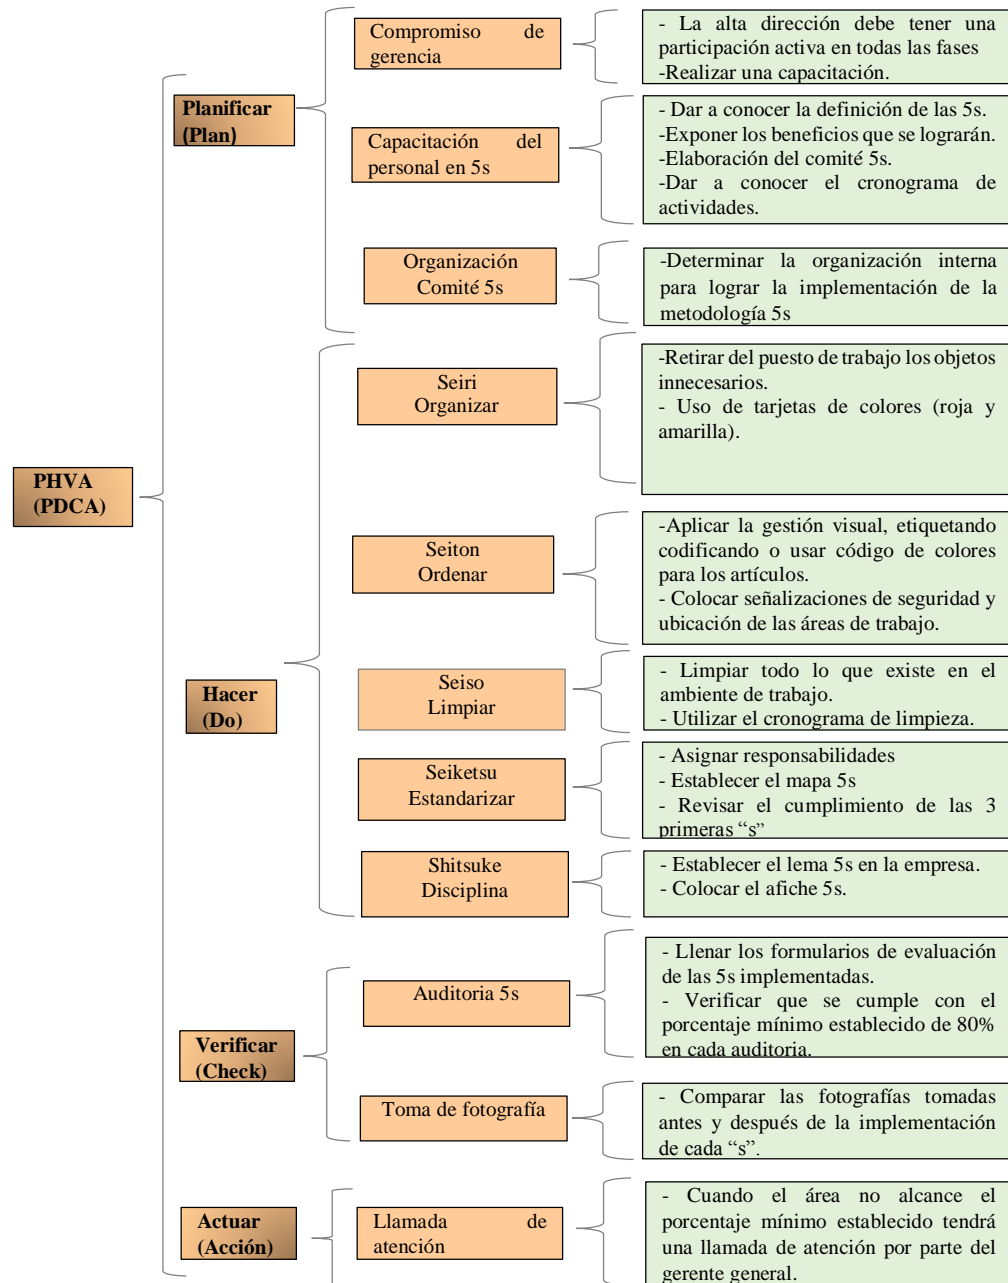 PHVA
(PDCA)
Planificar
(Plan)
Compromiso de
gerencia
- La alta dirección debe tener una
participación activa en todas las fases
-Realizar una capacitación.
Capacitación del
personal en 5s
- Dar a conocer la definición de las 5s.
-Exponer los beneficios que se lograrán.
-Elaboración del comité 5s.
-Dar a conocer el cronograma de
actividades.
Organización
Comité 5s
-Determinar la organización interna
para lograr la implementación de la
metodología 5s
Hacer
(Do)
Seiri
Organizar
-Retirar del puesto de trabajo los objetos
innecesarios.
- Uso de tarjetas de colores (roja y
amarilla).
Seiton
Ordenar
-Aplicar la gestión visual, etiquetando
codificando o usar código de colores
para los artículos.
- Colocar señalizaciones de seguridad y
ubicación de las áreas de trabajo.
Seiso
Limpiar
- Limpiar todo lo que existe en el
ambiente de trabajo.
- Utilizar el cronograma de limpieza.
Seiketsu
Estandarizar
- Asignar responsabilidades
- Establecer el mapa 5s
- Revisar el cumplimiento de las 3
primeras “s”
Shitsuke
Disciplina
- Establecer el lema 5s en la empresa.
- Colocar el afiche 5s.
Verificar
(Check)
Auditoria 5s
- Llenar los formularios de evaluación
de las 5s implementadas.
- Verificar que se cumple con el
porcentaje mínimo establecido de 80%
en cada auditoria.
Toma de fotografía
- Comparar las fotografías tomadas
antes y después de la implementación
de cada “s”.
Actuar
(Acción)
Llamada de
atención
- Cuando el área no alcance el
porcentaje mínimo establecido tendrá
una llamada de atención por parte del
gerente general.